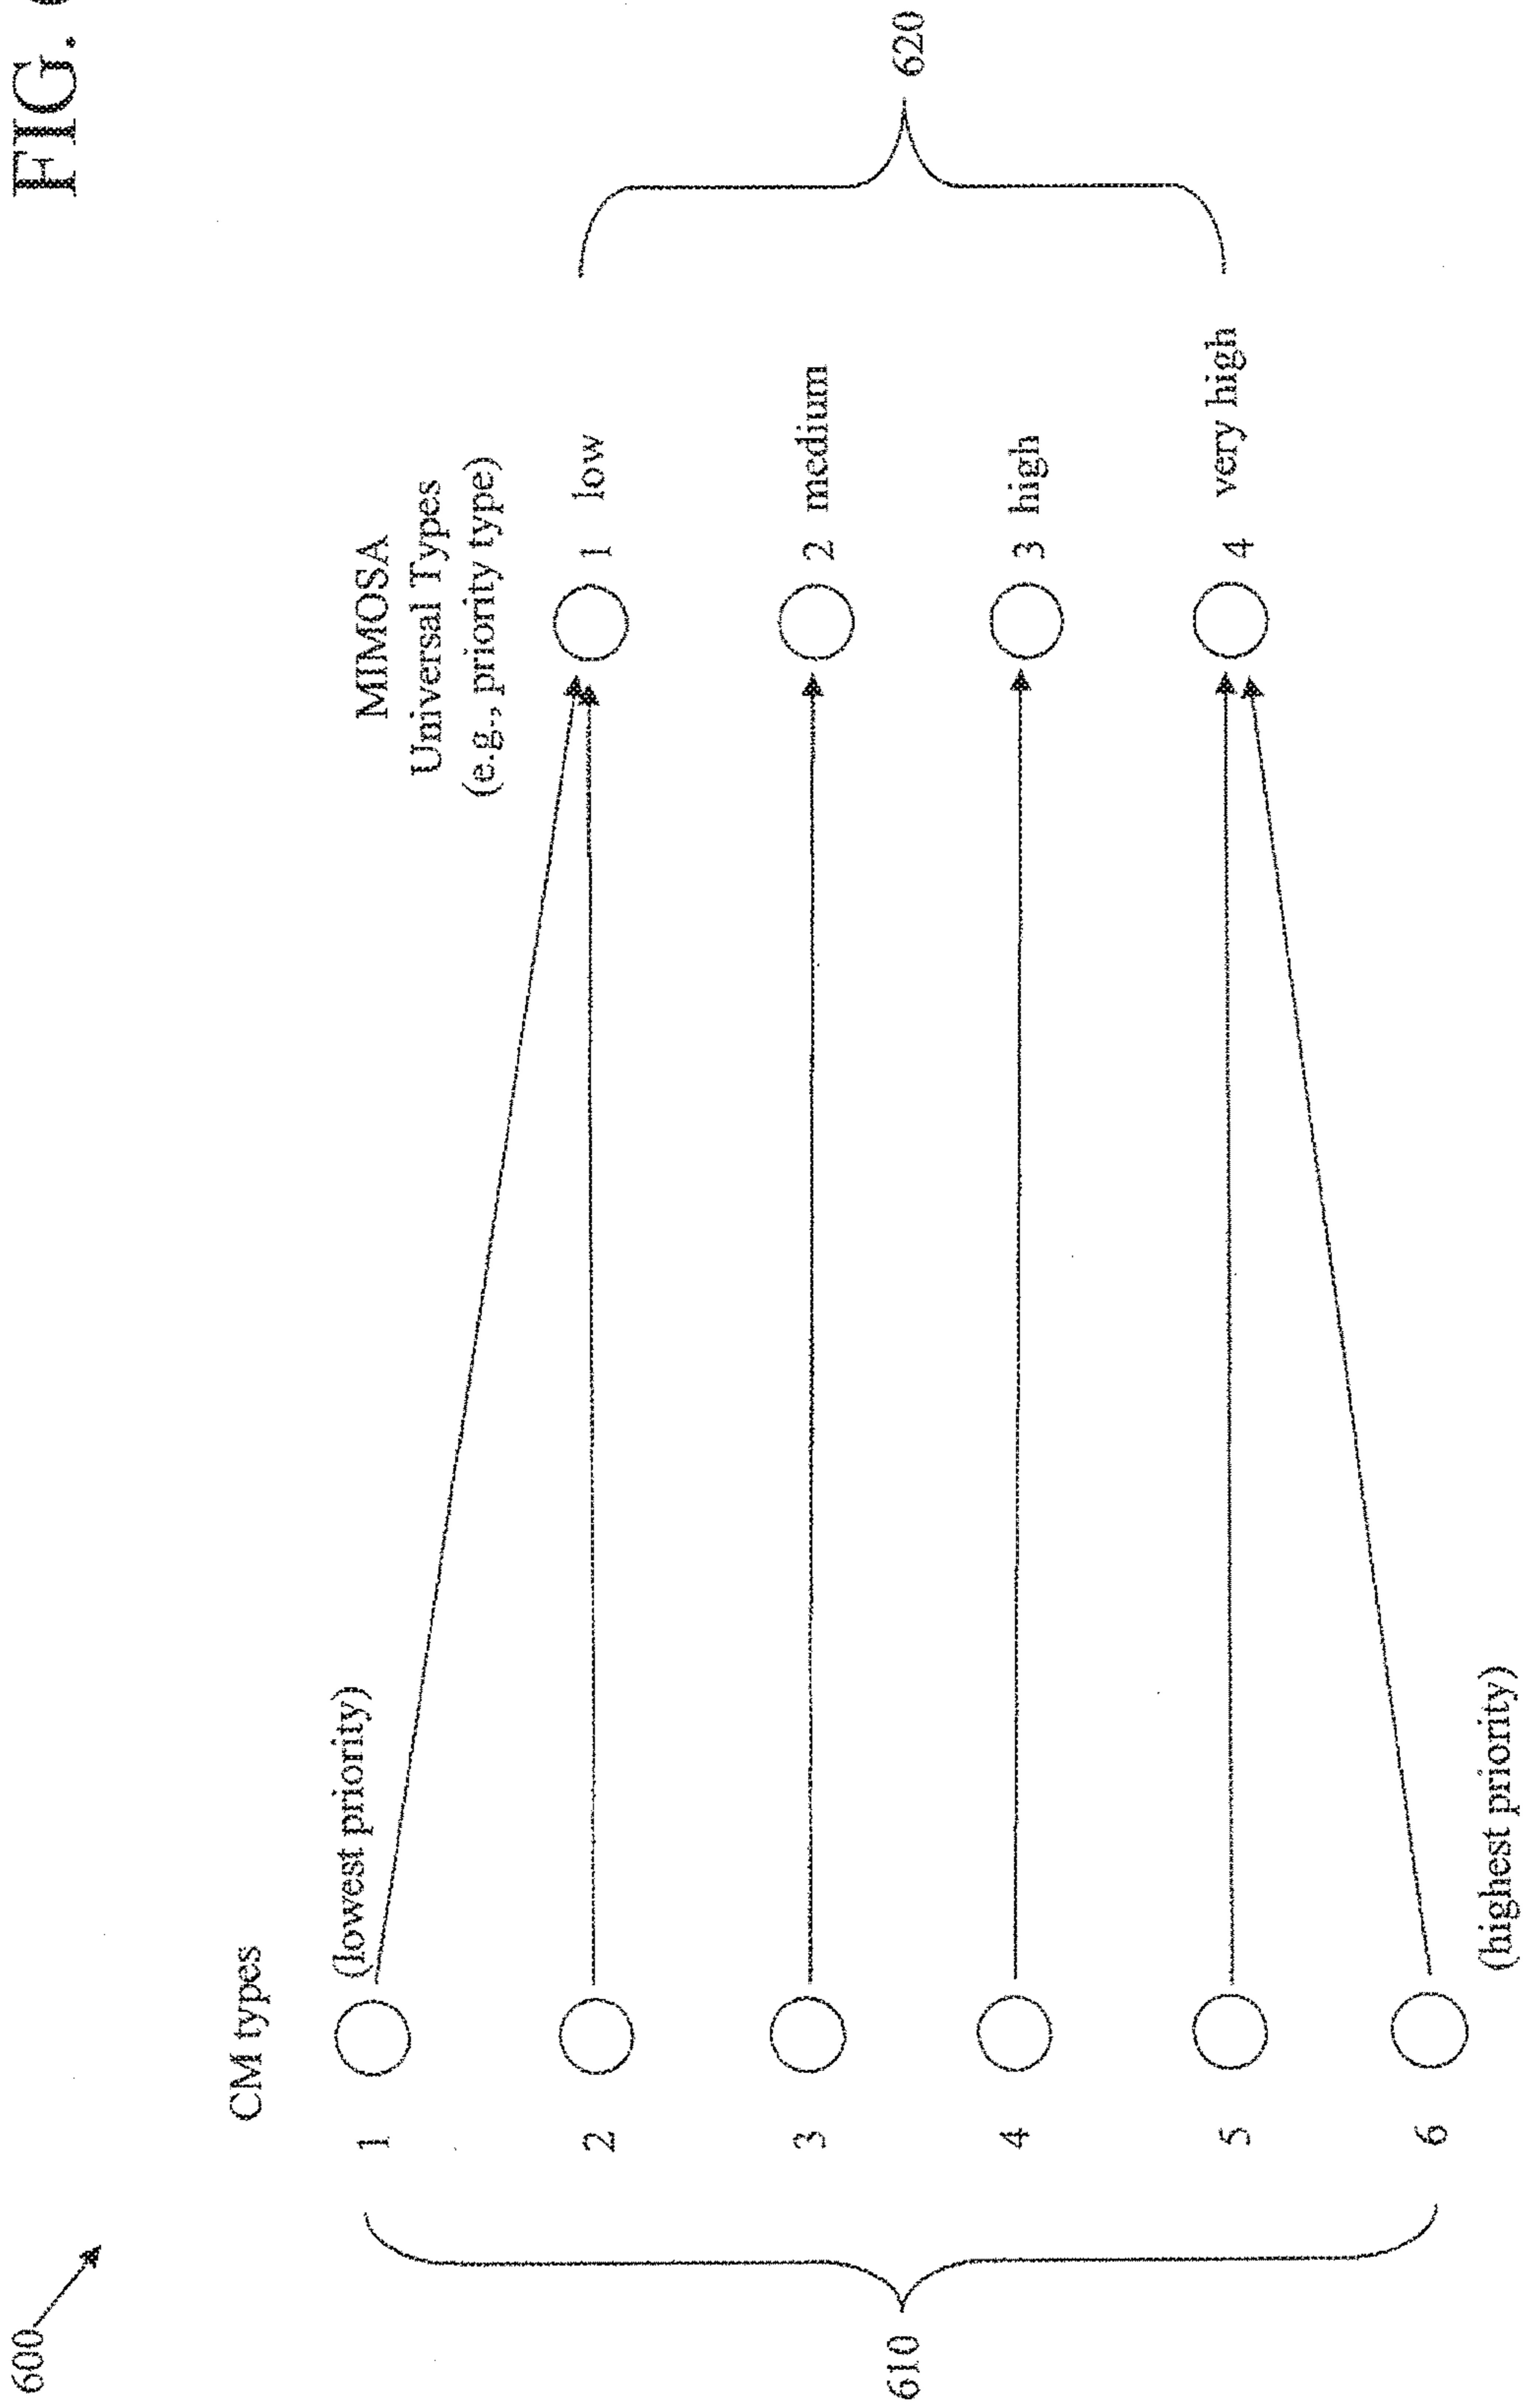 FIG.
600
CM types
MIMOSA
Universal Types
(e.g., priority type)
1
(lowest priority)
1 low
2
3
2 medium
4
3 high
5
4 very high
6
(highest priority)
610
620